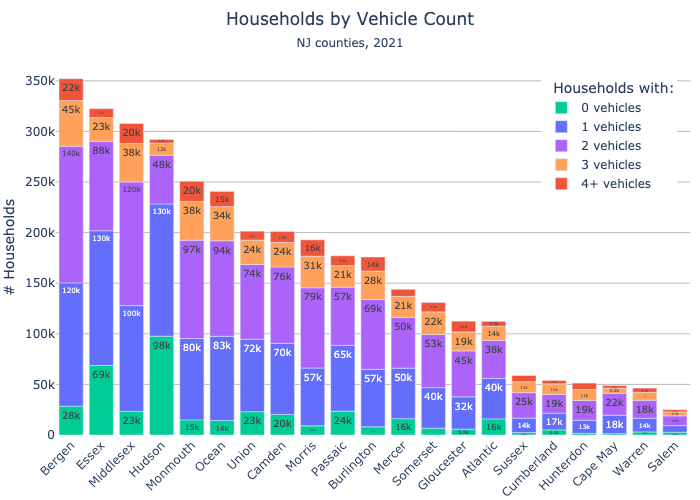 Households by Vehicle Count
NJ counties, 2021
Households with:
0 vehicles
1 vehicles
2 vehicles
3 vehicles
4+ vehicles
# Households
350k
300k
250k
200k
150k
100k
50k
0
22k
45k
140k
120k
28k
23k
88k
130k
69k
20k
38k
120k
100k
23k
12k
48k
130k
98k
20k
38k
97k
80k
15k
15k
34k
94k
83k
14k
24k
74k
72k
23k
24k
76k
70k
20k
16k
31k
79k
57k
21k
57k
65k
24k
14k
28k
69k
57k
21k
50k
50k
16k
22k
53k
40k
19k
45k
32k
14k
38k
40k
16k
25k
14k
19k
17k
19k
13k
22k
18k
18k
14k
Bergen
Essex
Middlesex
Hudson
Monmouth
Ocean
Union
Camden
Morris
Passaic
Burlington
Mercer
Somerset
Gloucester
Atlantic
Sussex
Cumberland
Hunterdon
Cape May
Warren
Salem